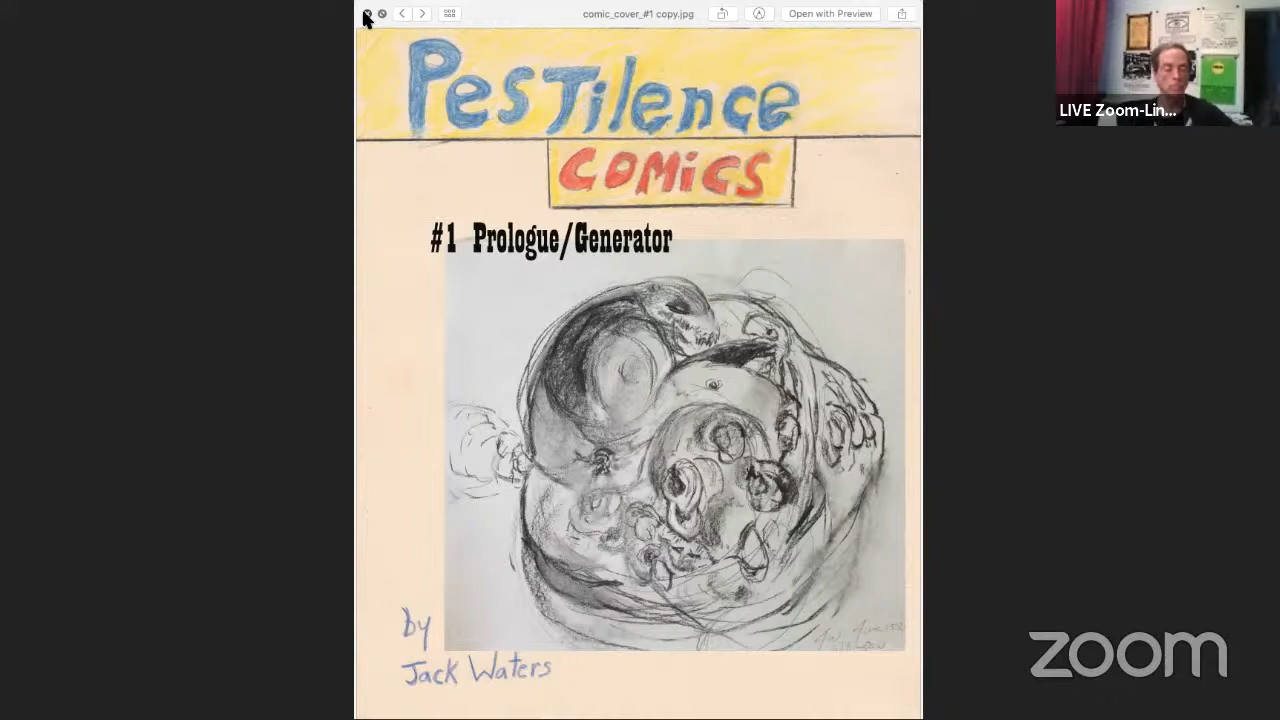 comic_cover_#1 copy.jpg
Open with Preview
LIVE Zoom-Lin...
PesTilence
COMiCS
#1 Prologue/Generator
by
Jack Waters
zoom